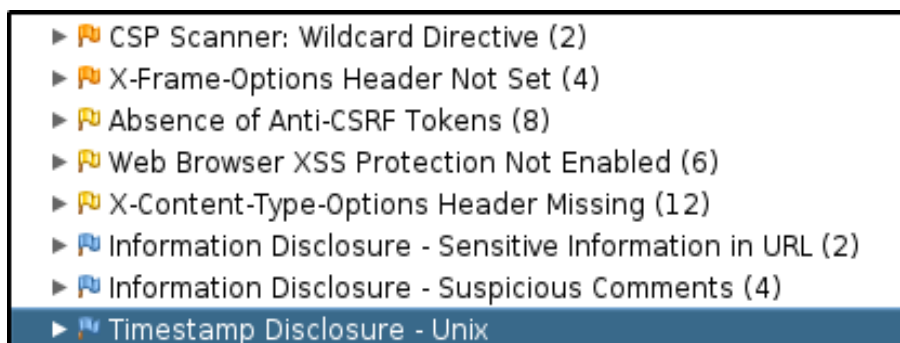 CSP Scanner: Wildcard Directive (2)
X-Frame-Options Header Not Set (4)
Absence of Anti-CSRF Tokens (8)
Web Browser XSS Protection Not Enabled (6)
X-Content-Type-Options Header Missing (12)
Information Disclosure - Sensitive Information in URL (2)
Information Disclosure - Suspicious Comments (4)
Timestamp Disclosure - Unix